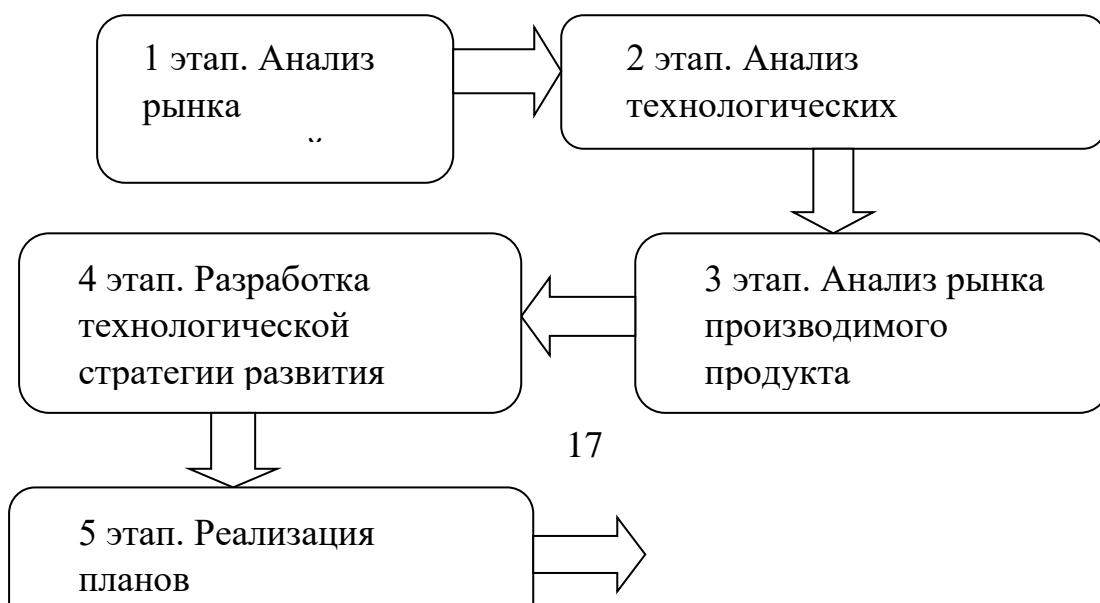 1 этап. Анализ
рынка
2 этап. Анализ
технологических
3 этап. Анализ рынка
производимого
продукта
4 этап. Разработка
технологической
стратегии развития
17
5 этап. Реализация
планов